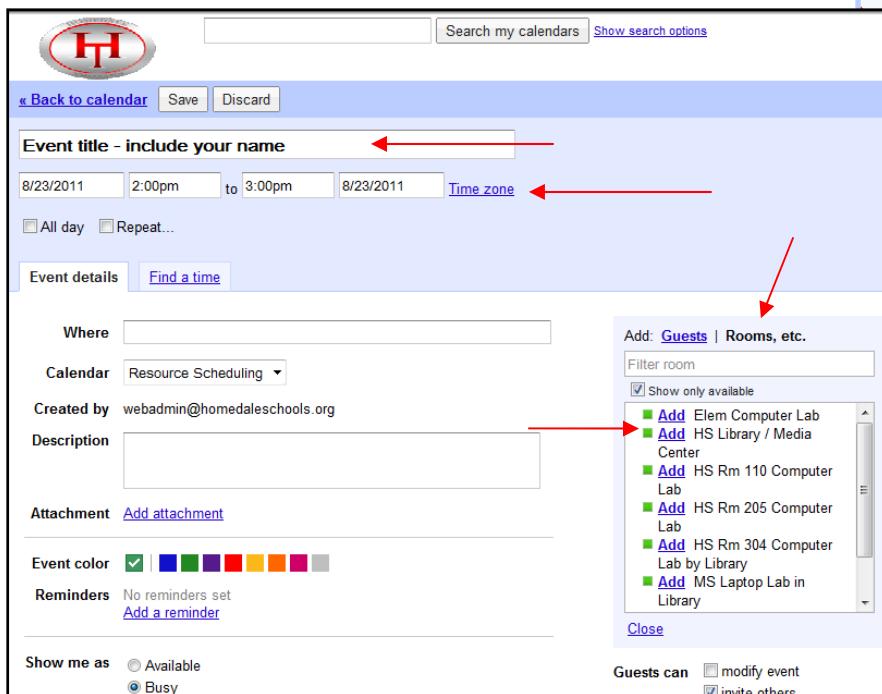 HT
Search my calendars Show search options
« Back to calendar Save Discard
Event title - include your name
8/23/2011 2:00pm to 3:00pm 8/23/2011 Time zone
All day Repeat...
Event details Find a time
Where
Calendar Resource Scheduling
Created by webadmin@homedaleschools.org
Description
Attachment Add attachment
Event color
Reminders No reminders set
Add a reminder
Show me as Available
Busy
Add: Guests | Rooms, etc.
Filter room
Show only available
Add Elem Computer Lab
Add HS Library / Media
Center
Add HS Rm 110 Computer
Lab
Add HS Rm 205 Computer
Lab
Add HS Rm 304 Computer
Lab by Library
Add MS Laptop Lab in
Library
Close
Guests can modify event
invite others